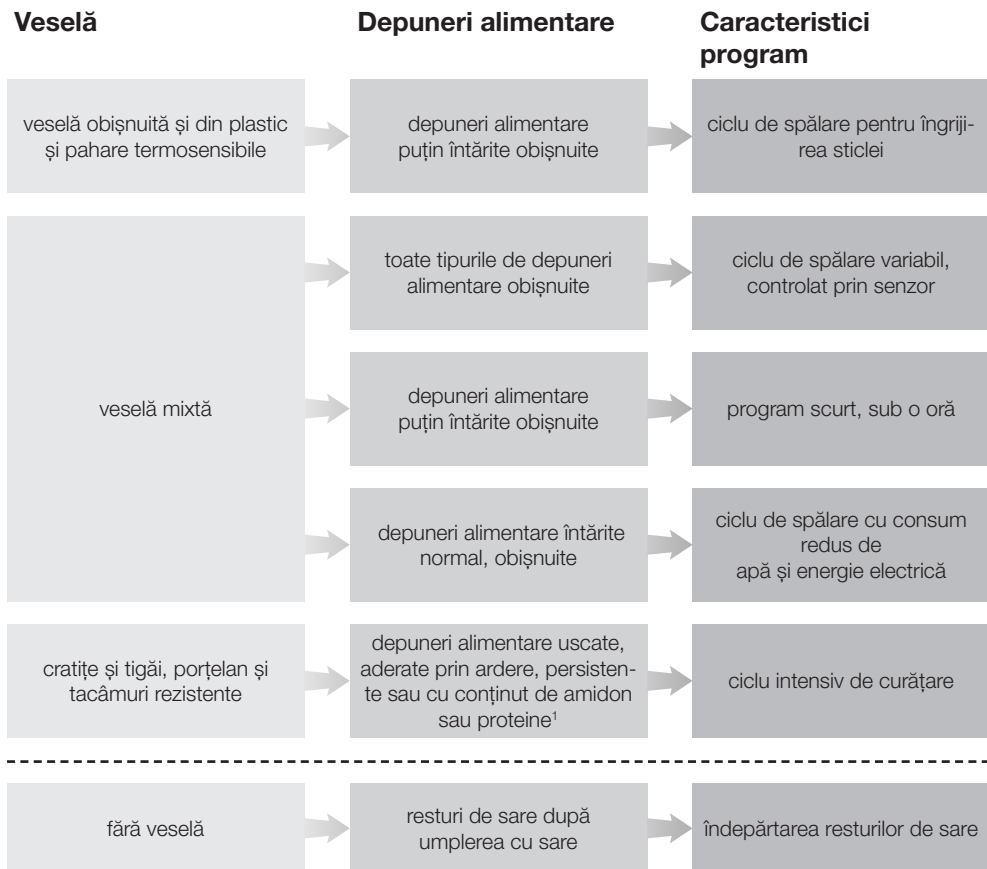 Veselă
Depuneri alimentare
Caracteristici
program
veselă obișnuită și din plastic
și pahare termosensibile
depuneri alimentare
puțin întărite obișnuite
ciclu de spălare pentru îngriji-
rea sticlei
veselă mixtă
toate tipurile de depuneri
alimentare obișnuite
ciclu de spălare variabil,
controlat prin senzor
depuneri alimentare
puțin întărite obișnuite
program scurt, sub o oră
depuneri alimentare întărite
normal, obișnuite
ciclu de spălare cu consum
redus de
apă și energie electrică
cratițe și tigăi, porțelan și
tacâmuri rezistente
depuneri alimentare uscate,
aderate prin ardere, persisten-
te sau cu conținut de amidon
sau proteine¹
ciclu intensiv de curățare
fără veselă
resturi de sare după
umplerea cu sare
îndepărtarea resturilor de sare